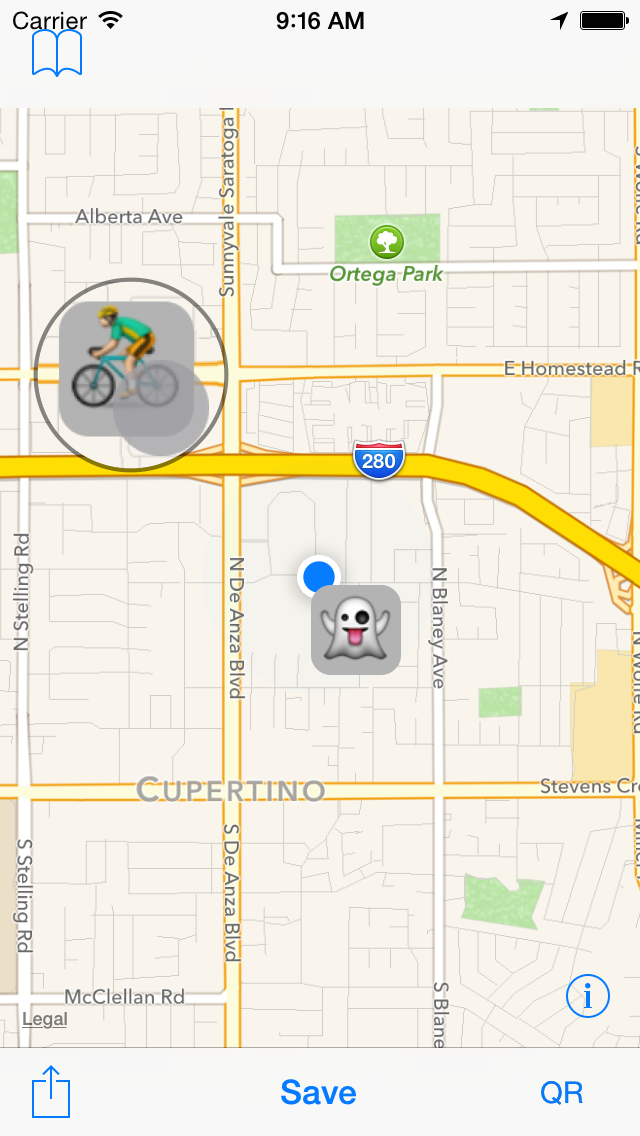 Carrier 9:16 AM
Sunnyvale Saratoga
Alberta Ave
Ortega Park
E Homestead R
280
N Stelling Rd
N De Anza Blvd
N Blaney Ave
N Wolfe Rd
CUPERTINO
Stevens Cre
S Stelling Rd
S De Anza Blvd
S Blane
McClellan Rd
Legal
i
Save
QR